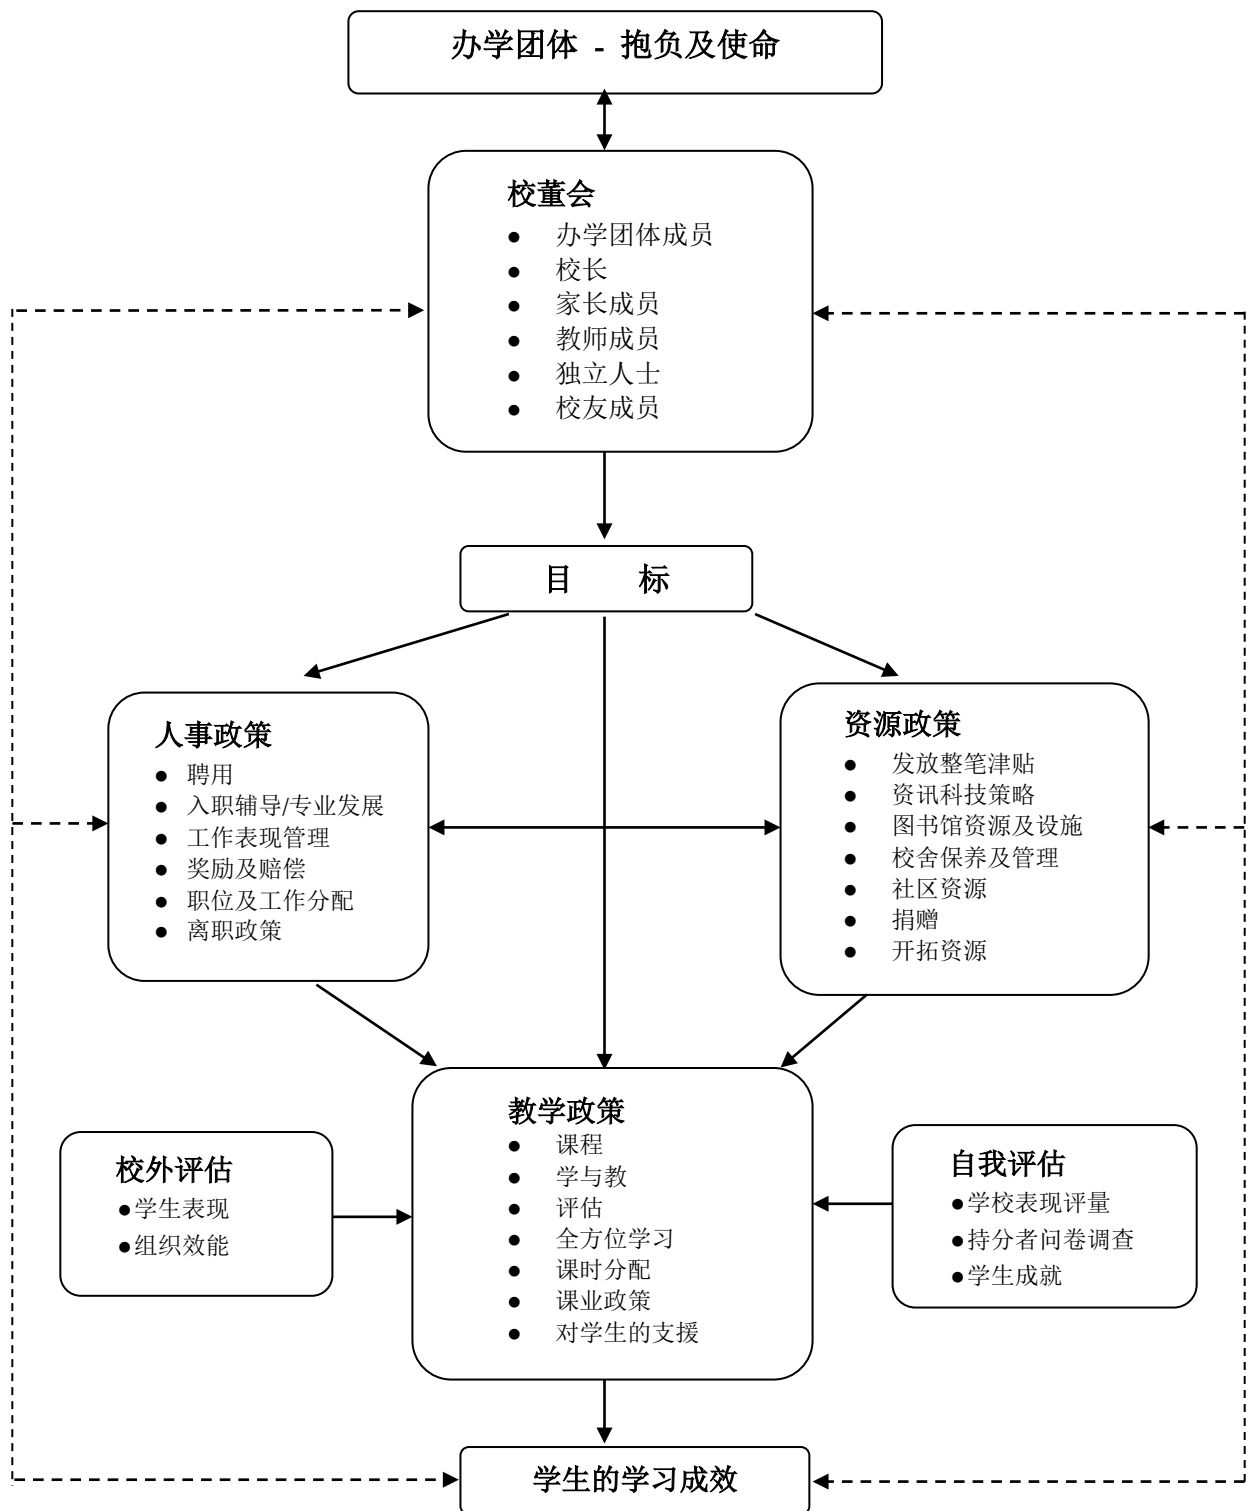 办学团体 - 抱负及使命
校董会
● 办学团体成员
● 校长
● 家长成员
● 教师成员
● 独立人士
● 校友成员
目 标
人事政策
● 聘用
● 入职辅导/专业发展
● 工作表现管理
● 奖励及赔偿
● 职位及工作分配
● 离职政策
资源政策
● 发放整笔津贴
● 资讯科技策略
● 图书馆资源及设施
● 校舍保养及管理
● 社区资源
● 捐赠
● 开拓资源
校外评估
●学生表现
●组织效能
教学政策
● 课程
● 学与教
● 评估
● 全方位学习
● 课时分配
● 课业政策
● 对学生的支援
自我评估
●学校表现评量
●持分者问卷调查
●学生成就
学生的学习成效